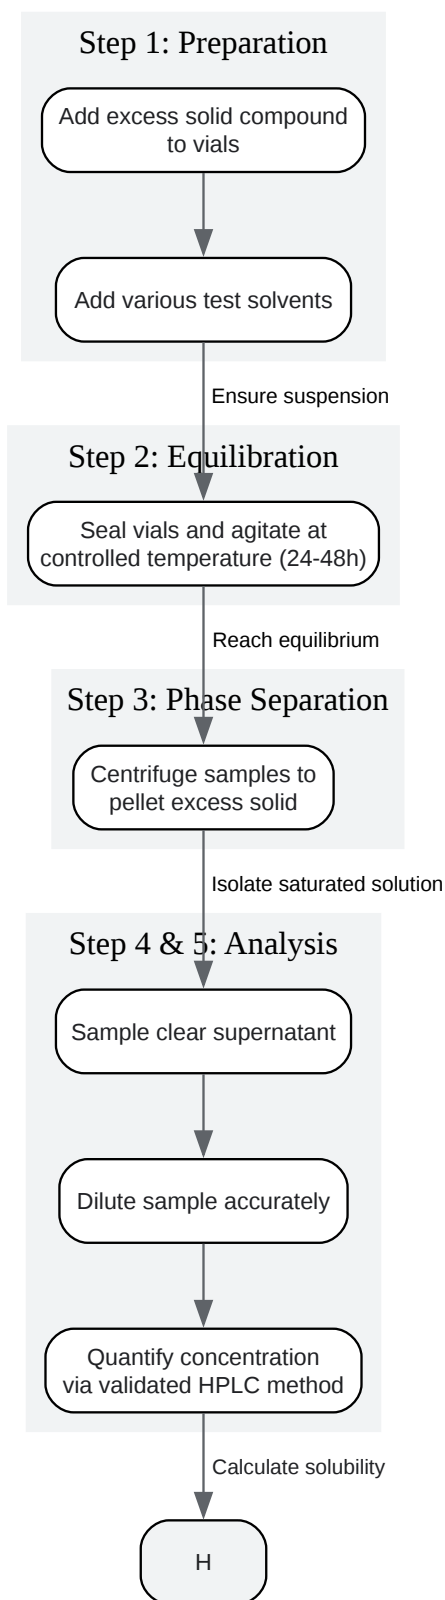 Step 1: Preparation
Add excess solid compound
to vials
Add various test solvents
Ensure suspension
Step 2: Equilibration
Seal vials and agitate at
controlled temperature (24-48h)
Reach equilibrium
Step 3: Phase Separation
Centrifuge samples to
pellet excess solid
Isolate saturated solution
Step 4 & 5: Analysis
Sample clear supernatant
Dilute sample accurately
Quantify concentration
via validated HPLC method
Calculate solubility
H